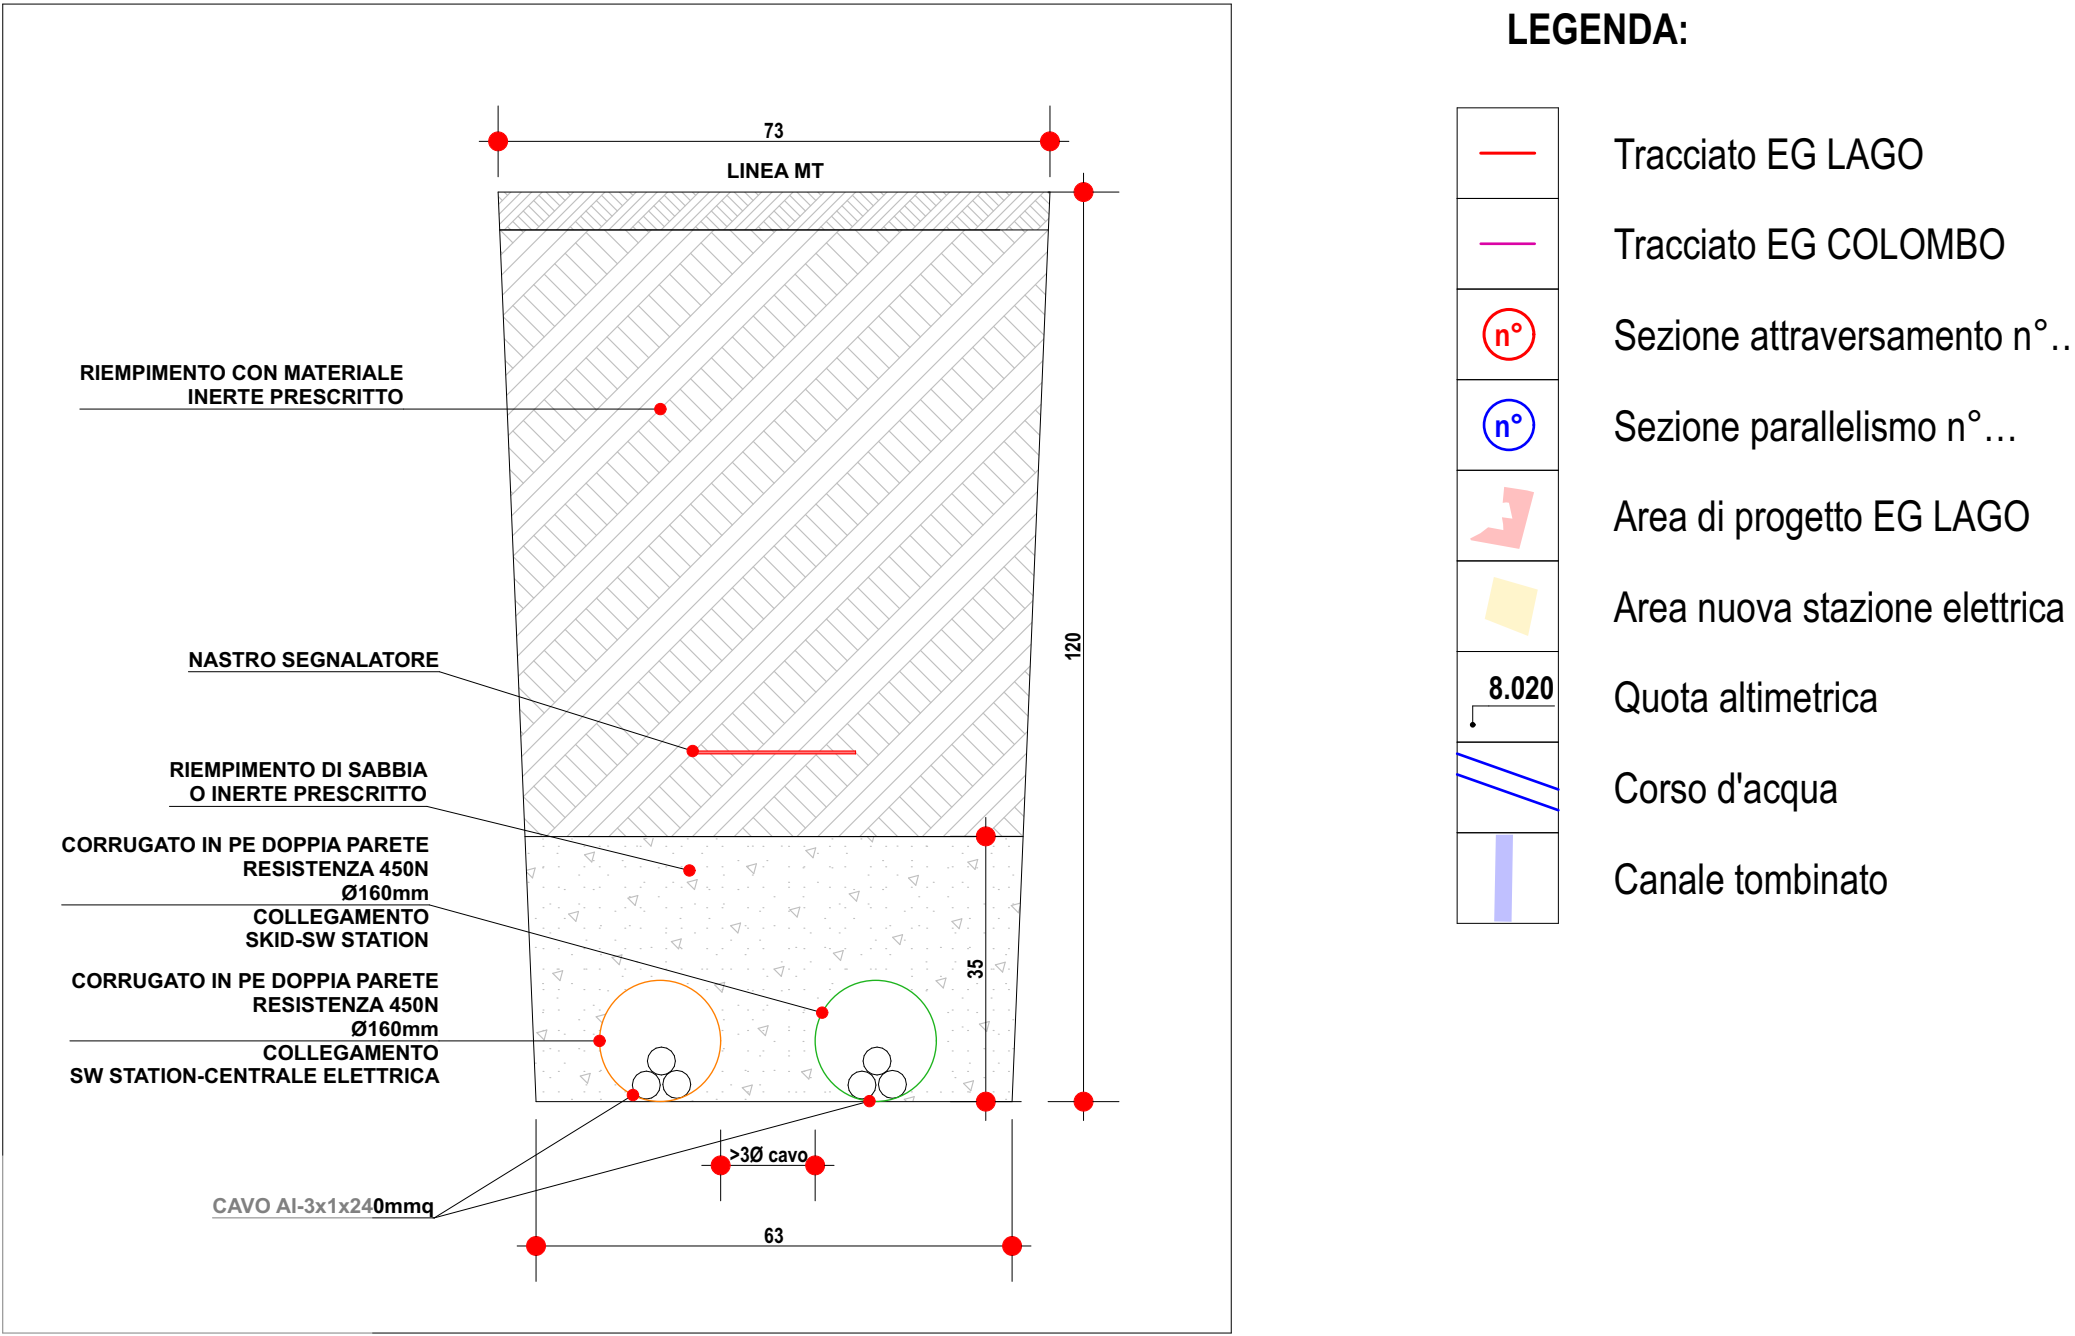 73
LINEA MT
RIEMPIMENTO CON MATERIALE
INERTE PRESCRITTO
120
NASTRO SEGNALATORE
RIEMPIMENTO DI SABBIA
O INERTE PRESCRITTO
CORRUGATO IN PE DOPPIA PARETE
RESISTENZA 450N
Ø160mm
COLLEGAMENTO
SKID-SW STATION
35
CORRUGATO IN PE DOPPIA PARETE
RESISTENZA 450N
Ø160mm
COLLEGAMENTO
SW STATION-CENTRALE ELETTRICA
>3Ø cavo
CAVO Al-3x1x240mmq
63
LEGENDA:
Tracciato EG LAGO
Tracciato EG COLOMBO
n° Sezione attraversamento n°..
n° Sezione parallelismo n°...
Area di progetto EG LAGO
Area nuova stazione elettrica
8.020 Quota altimetrica
Corso d'acqua
Canale tombinato